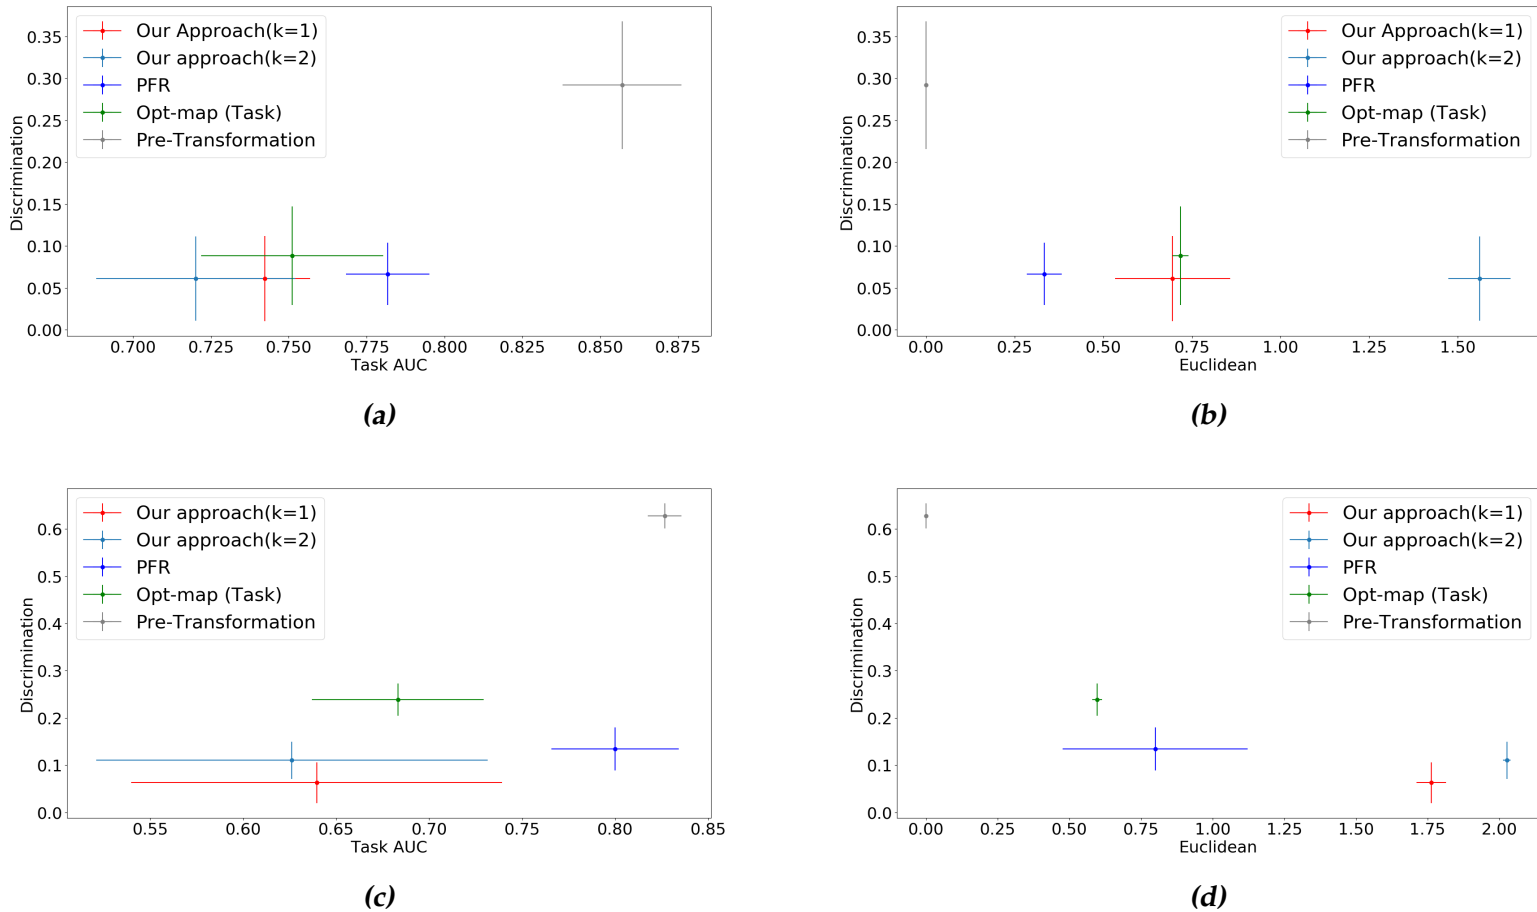 Our Approach(k=1)
Our approach(k=2)
PFR
Opt-map (Task)
Pre-Transformation
0.35
0.30
0.25
0.20
0.15
0.10
0.05
0.00
Discrimination
0.700 0.725 0.750 0.775 0.800 0.825 0.850 0.875
Task AUC
(a)
Our Approach(k=1)
Our approach(k=2)
PFR
Opt-map (Task)
Pre-Transformation
0.35
0.30
0.25
0.20
0.15
0.10
0.05
0.00
Discrimination
0.00 0.25 0.50 0.75 1.00 1.25 1.50
Euclidean
(b)
Our approach(k=1)
Our approach(k=2)
PFR
Opt-map (Task)
Pre-Transformation
0.6
0.5
0.4
0.3
0.2
0.1
0.0
Discrimination
0.55 0.60 0.65 0.70 0.75 0.80 0.85
Task AUC
(c)
Our approach(k=1)
Our approach(k=2)
PFR
Opt-map (Task)
Pre-Transformation
0.6
0.5
0.4
0.3
0.2
0.1
0.0
Discrimination
0.00 0.25 0.50 0.75 1.00 1.25 1.50 1.75 2.00
Euclidean
(d)